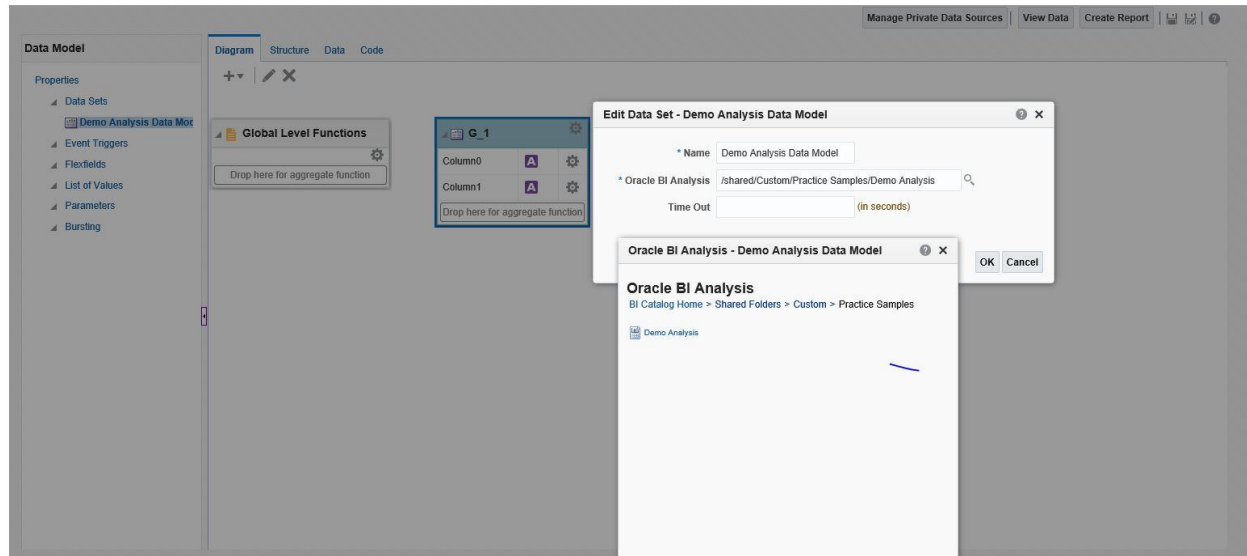 Manage Private Data Sources View Data Create Report
Data Model
Diagram Structure Data Code
Properties
Data Sets
Demo Analysis Data Moc
Event Triggers
Flexfields
List of Values
Parameters
Bursting
Global Level Functions
Drop here for aggregate function
G_1
Column0 A
Column1 A
Drop here for aggregate function
Edit Data Set - Demo Analysis Data Model
* Name Demo Analysis Data Model
* Oracle BI Analysis /shared/Custom/Practice Samples/Demo Analysis
Time Out (in seconds)
OK Cancel
Oracle BI Analysis - Demo Analysis Data Model
Oracle BI Analysis
BI Catalog Home > Shared Folders > Custom > Practice Samples
Demo Analysis